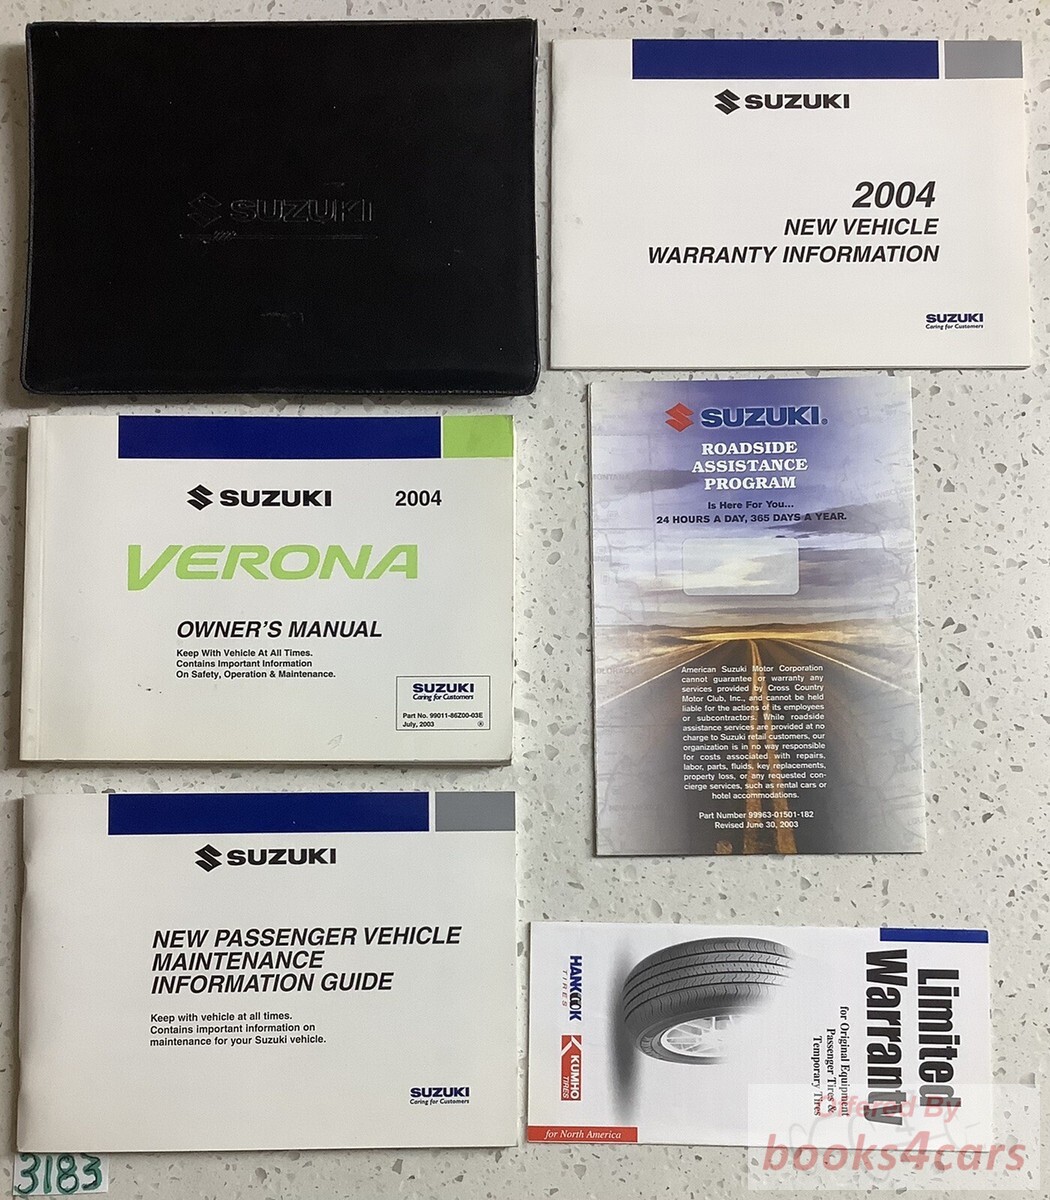 SUZUKI
SUZUKI
2004
NEW VEHICLE
WARRANTY INFORMATION
SUZUKI
Caring for Customers
SUZUKI 2004
VERONA
OWNER'S MANUAL
Keep With Vehicle At All Times.
Contains Important Information
On Safety, Operation & Maintenance.
SUZUKI
Caring for Customers
Part No. 99011-86Z00-03E
July, 2003
SUZUKI®
ROADSIDE
ASSISTANCE
PROGRAM
Is Here For You...
24 HOURS A DAY, 365 DAYS A YEAR.
American Suzuki Motor Corporation
cannot guarantee or warranty any
services provided by Cross Country
Motor Club, Inc., and cannot be held
liable for the actions of its employees
or subcontractors. While roadside
assistance services are provided at no
charge to Suzuki retail customers, our
organization is in no way responsible
for costs associated with repairs,
labor, parts, fluids, key replacements,
property loss, or any requested con-
cierge services, such as rental cars or
hotel accommodations.
Part Number 99963-01501-182
Revised June 30, 2003
SUZUKI
NEW PASSENGER VEHICLE
MAINTENANCE
INFORMATION GUIDE
Keep with vehicle at all times.
Contains important information on
maintenance for your Suzuki vehicle.
SUZUKI
Caring for Customers
Limited
Warranty
for Original Equipment
Passenger Tires &
Temporary Tires
HANKOOK
TIRES
KUMHO
TIRES
for North America
3183
Offered By
books4cars